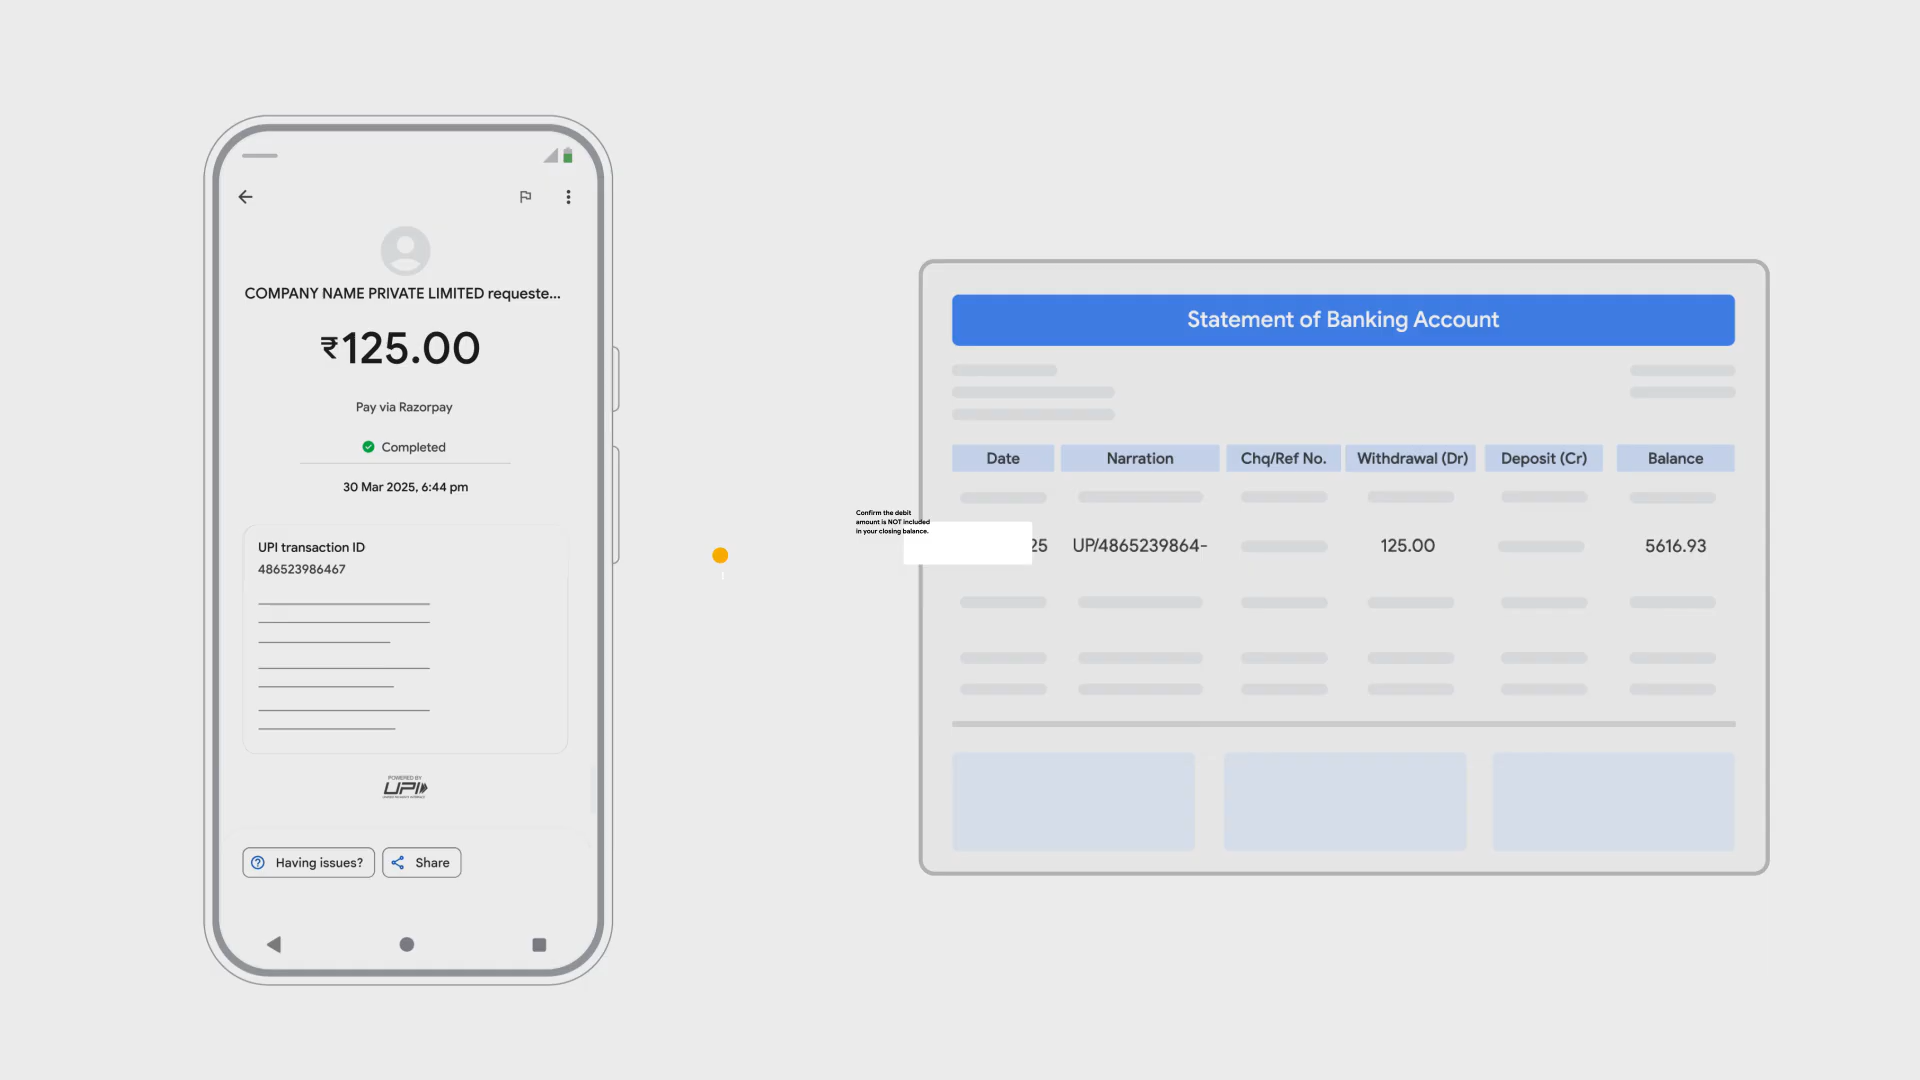 COMPANY NAME PRIVATE LIMITED requeste...
₹125.00
Pay via Razorpay
Completed
30 Mar 2025, 6:44 pm
UPI transaction ID
486523986467
POWERED BY
UPI
Having issues?
Share
Confirm the debit
amount is NOT included
in your closing balance.
Statement of Banking Account
Date Narration Chq/Ref No. Withdrawal (Dr) Deposit (Cr) Balance
25 UP/4865239864- 125.00 5616.93